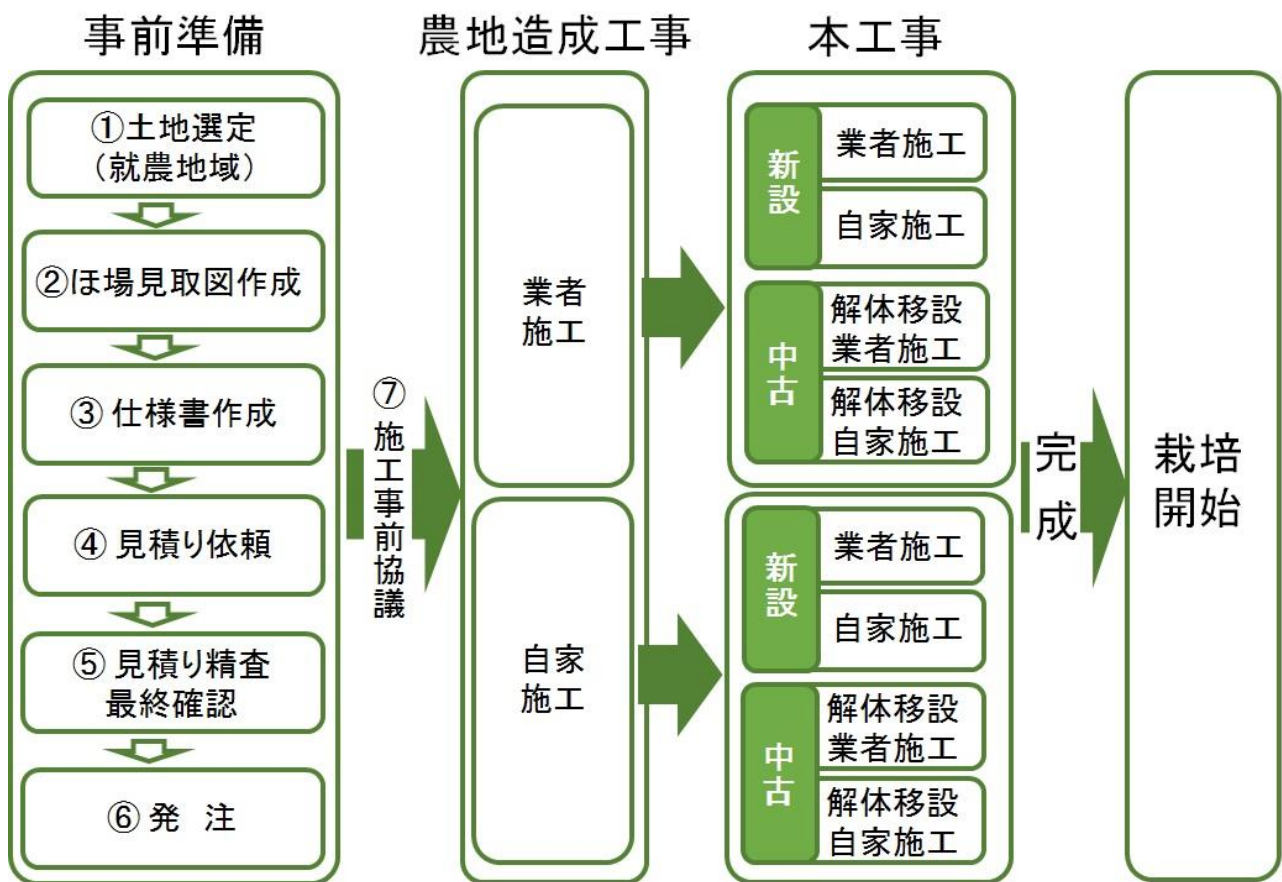 事前準備
①土地選定
(就農地域)
②ほ場見取図作成
③ 仕様書作成
④ 見積り依頼
⑤ 見積り精査
最終確認
⑥ 発 注
⑦施工事前協議
農地造成工事
業者
施工
自家
施工
本工事
新設
業者施工
自家施工
中古
解体移設
業者施工
解体移設
自家施工
新設
業者施工
自家施工
中古
解体移設
業者施工
解体移設
自家施工
完成
栽培
開始